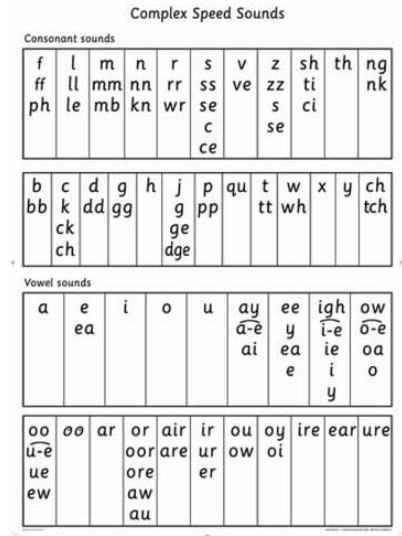 Complex Speed Sounds
Consonant sounds
f l m n r s v z sh th ng
ff ll mm nn rr ss ve zz ti nk
ph le mb kn wr se s ci
c se
ce
b c d g h j p qu t w x y ch
bb k dd gg g pp tt wh tch
ck ge
ch dge
Vowel sounds
a e i o u ay ee igh ow
ea a-e y i-e o-e
ai ea ie oa
e i o
y
oo oo ar or air ir ou oy ire ear ure
u-e oor are ur ow oi
ue ore er
ew aw
au